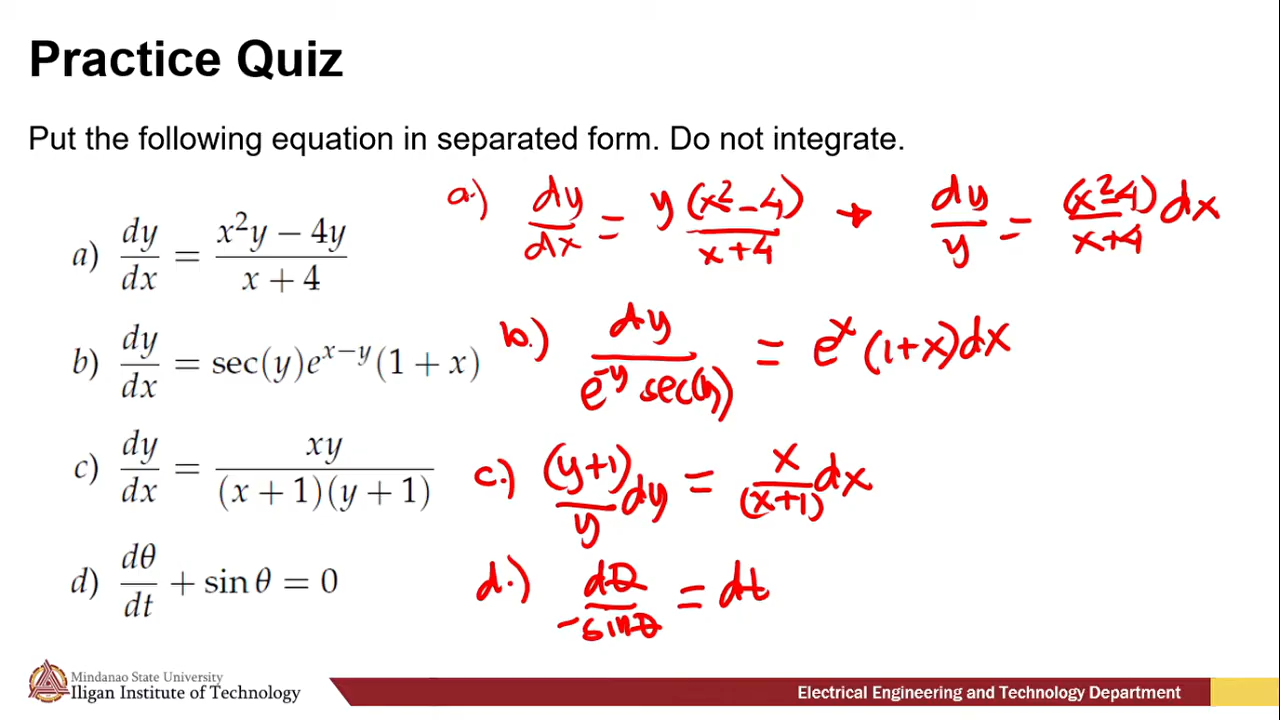 Practice Quiz
Put the following equation in separated form. Do not integrate.
a) dy/dx = (x²y − 4y)/(x + 4)
a.) dy/dx = y(x² − 4)/(x+4) → dy/y = (x²-4)/(x+4) dx
b) dy/dx = sec(y)e^(x−y)(1 + x)
b.) dy/(e^(-y) sec(y)) = e^x (1+x)dx
c) dy/dx = xy/((x + 1)(y + 1))
c.) (y+1)/y dy = x/(x+1) dx
d) dθ/dt + sin θ = 0
d.) dθ/(-sinθ) = dt
Mindanao State University
Iligan Institute of Technology
Electrical Engineering and Technology Department